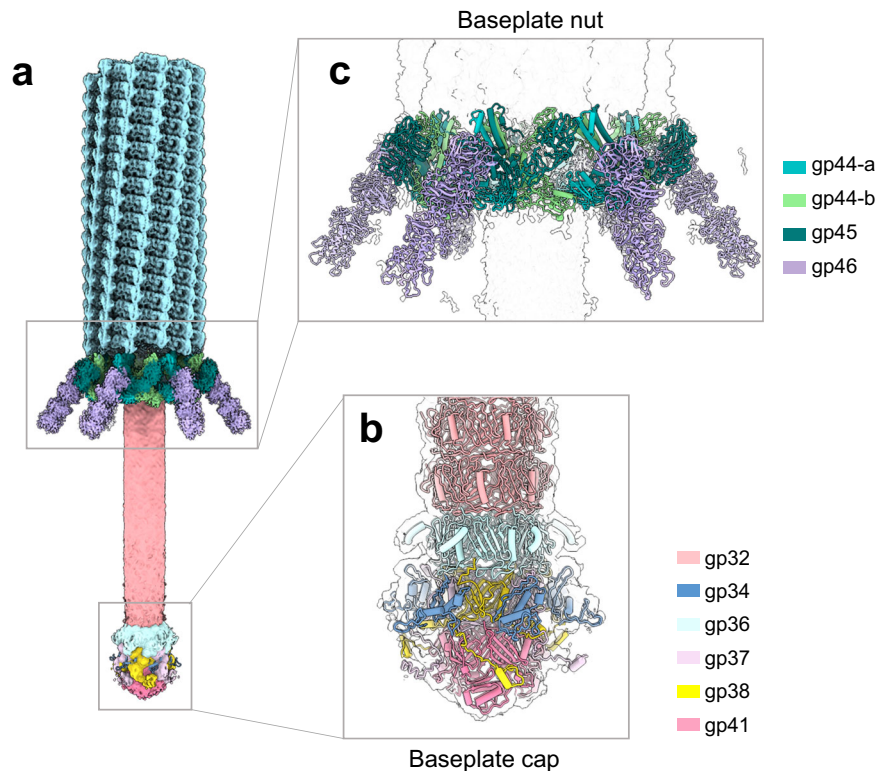 Baseplate nut
a
c
gp44-a
gp44-b
gp45
gp46
b
gp32
gp34
gp36
gp37
gp38
gp41
Baseplate cap